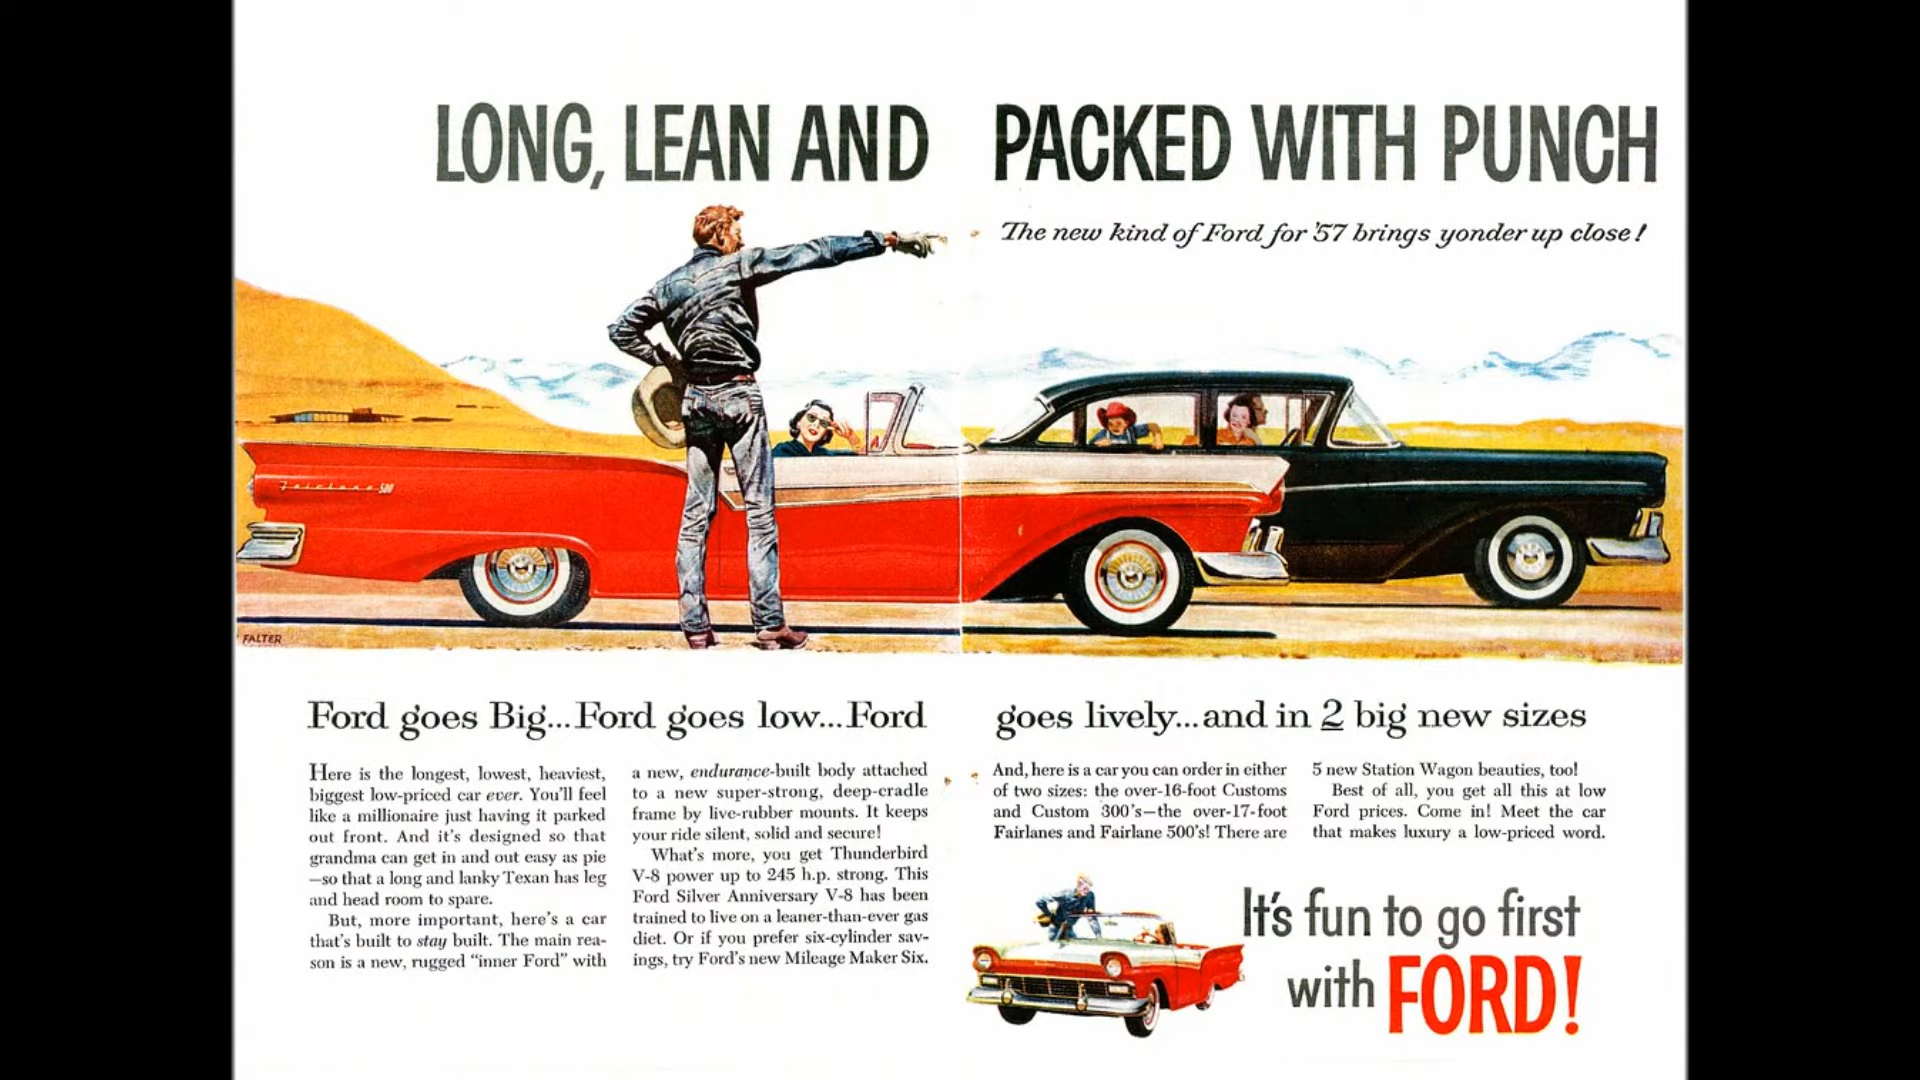 LONG, LEAN AND PACKED WITH PUNCH
The new kind of Ford for '57 brings yonder up close!
Fairlane 500
FALTER
Ford goes Big...Ford goes low...Ford goes lively...and in 2 big new sizes
Here is the longest, lowest, heaviest,
biggest low-priced car ever. You'll feel
like a millionaire just having it parked
out front. And it's designed so that
grandma can get in and out easy as pie
—so that a long and lanky Texan has leg
and head room to spare.
But, more important, here's a car
that's built to stay built. The main rea-
son is a new, rugged "inner Ford" with
a new, endurance-built body attached
to a new super-strong, deep-cradle
frame by live-rubber mounts. It keeps
your ride silent, solid and secure!
What's more, you get Thunderbird
V-8 power up to 245 h.p. strong. This
Ford Silver Anniversary V-8 has been
trained to live on a leaner-than-ever gas
diet. Or if you prefer six-cylinder sav-
ings, try Ford's new Mileage Maker Six.
And, here is a car you can order in either
of two sizes: the over-16-foot Customs
and Custom 300's—the over-17-foot
Fairlanes and Fairlane 500's! There are
5 new Station Wagon beauties, too!
Best of all, you get all this at low
Ford prices. Come in! Meet the car
that makes luxury a low-priced word.
It's fun to go first
with FORD!